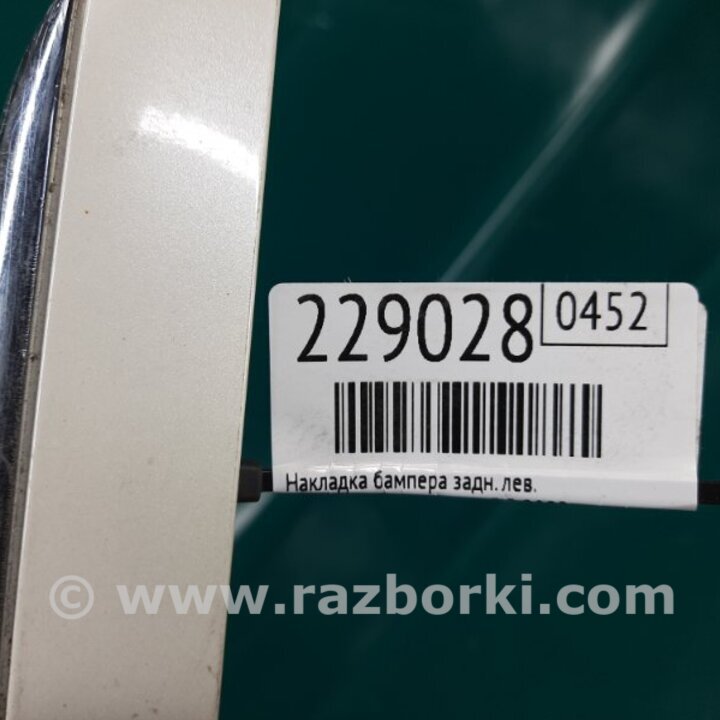 229028 0452
Накладка бампера задн. лев.
© www.razborki.com